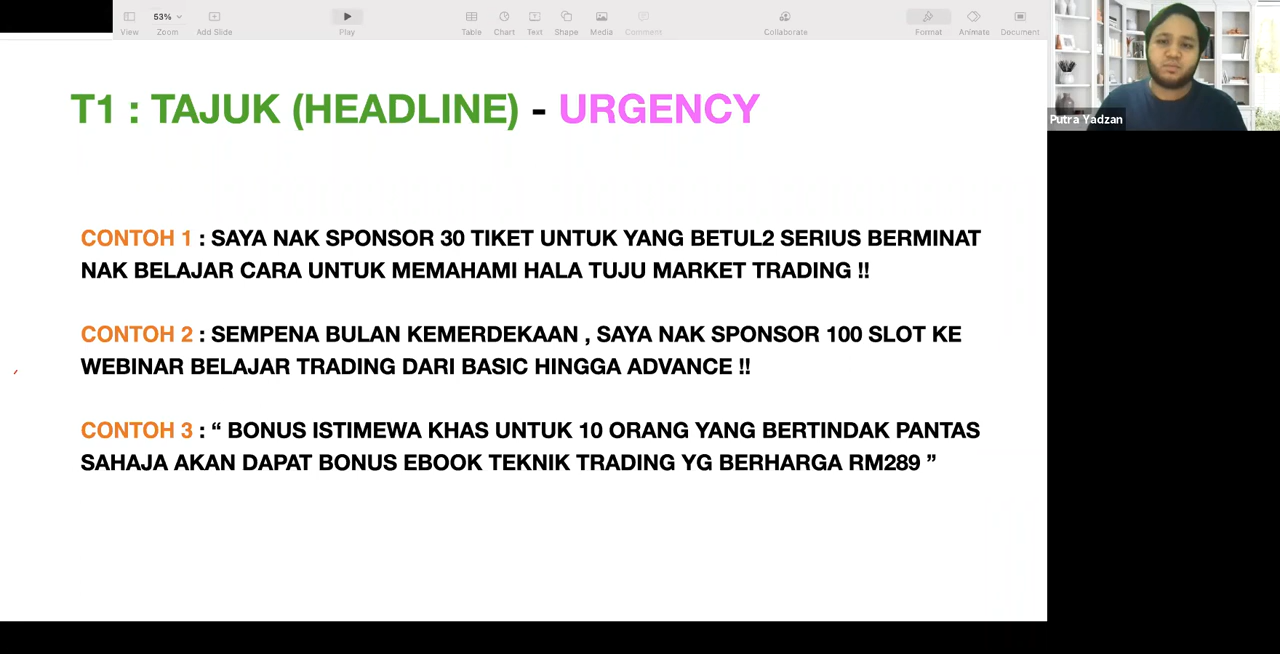 53%
View
Zoom
Add Slide
Play
Table
Chart
Text
Shape
Media
Comment
Collaborate
Format
Animate
Document
Putra Yadzan
T1 : TAJUK (HEADLINE) - URGENCY
CONTOH 1 : SAYA NAK SPONSOR 30 TIKET UNTUK YANG BETUL2 SERIUS BERMINAT
NAK BELAJAR CARA UNTUK MEMAHAMI HALA TUJU MARKET TRADING !!
CONTOH 2 : SEMPENA BULAN KEMERDEKAAN , SAYA NAK SPONSOR 100 SLOT KE
WEBINAR BELAJAR TRADING DARI BASIC HINGGA ADVANCE !!
CONTOH 3 : “ BONUS ISTIMEWA KHAS UNTUK 10 ORANG YANG BERTINDAK PANTAS
SAHAJA AKAN DAPAT BONUS EBOOK TEKNIK TRADING YG BERHARGA RM289 ”